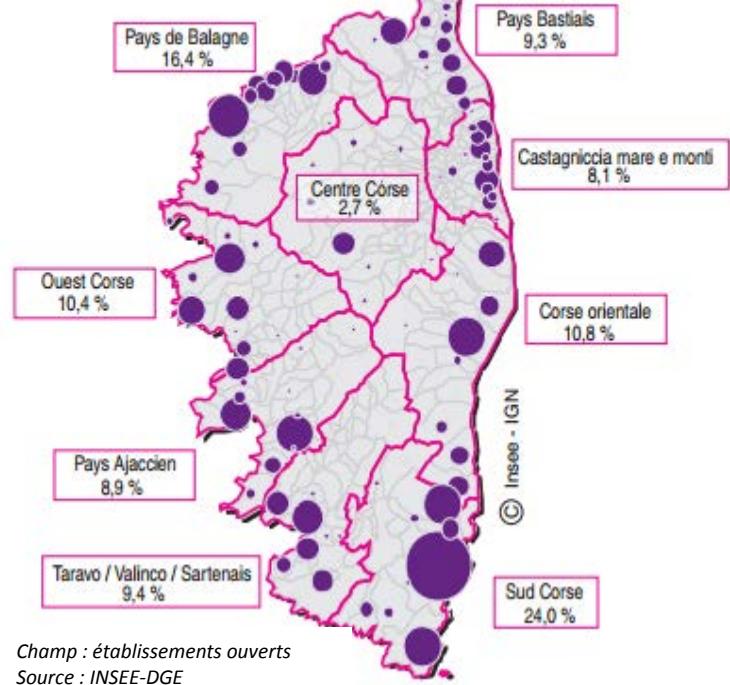 Pays Bastiais
9,3 %
Pays de Balagne
16,4 %
Castagniccia mare e monti
8,1 %
Centre Córse
2,7 %
Ouest Corse
10,4 %
Corse orientale
10,8 %
© Insee - IGN
Pays Ajaccien
8,9 %
Taravo / Valinco / Sartenais
9,4 %
Sud Corse
24,0 %
Champ : établissements ouverts
Source : INSEE-DGE